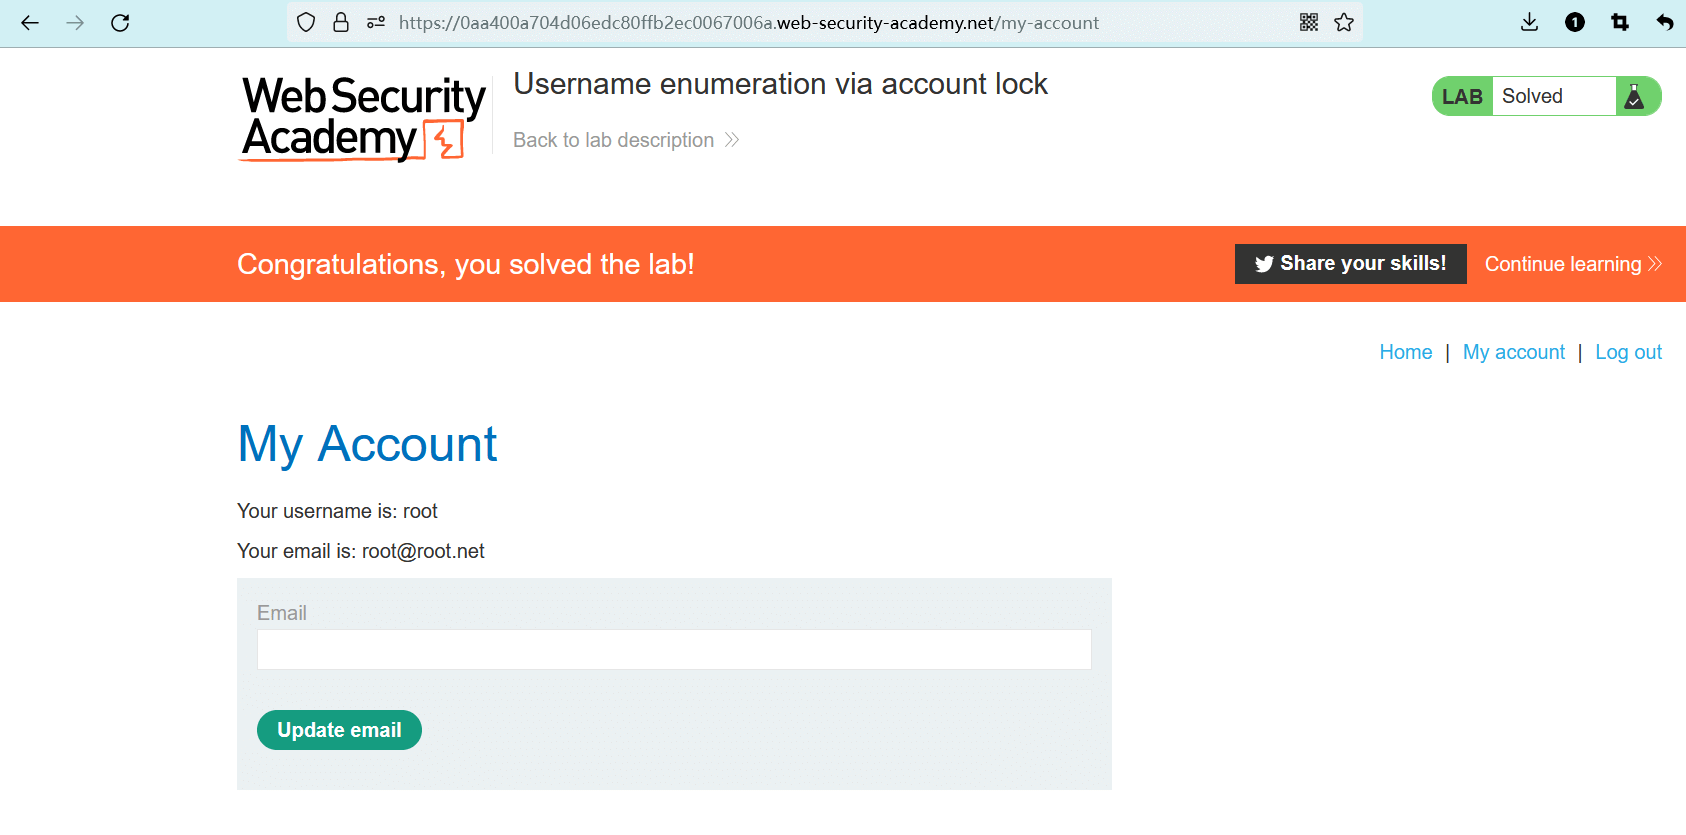 https://0aa400a704d06edc80ffb2ec0067006a.web-security-academy.net/my-account
1
Web Security
Academy
Username enumeration via account lock
Back to lab description
LAB Solved
Congratulations, you solved the lab!
Share your skills!
Continue learning
Home | My account | Log out
My Account
Your username is: root
Your email is: root@root.net
Email
Update email